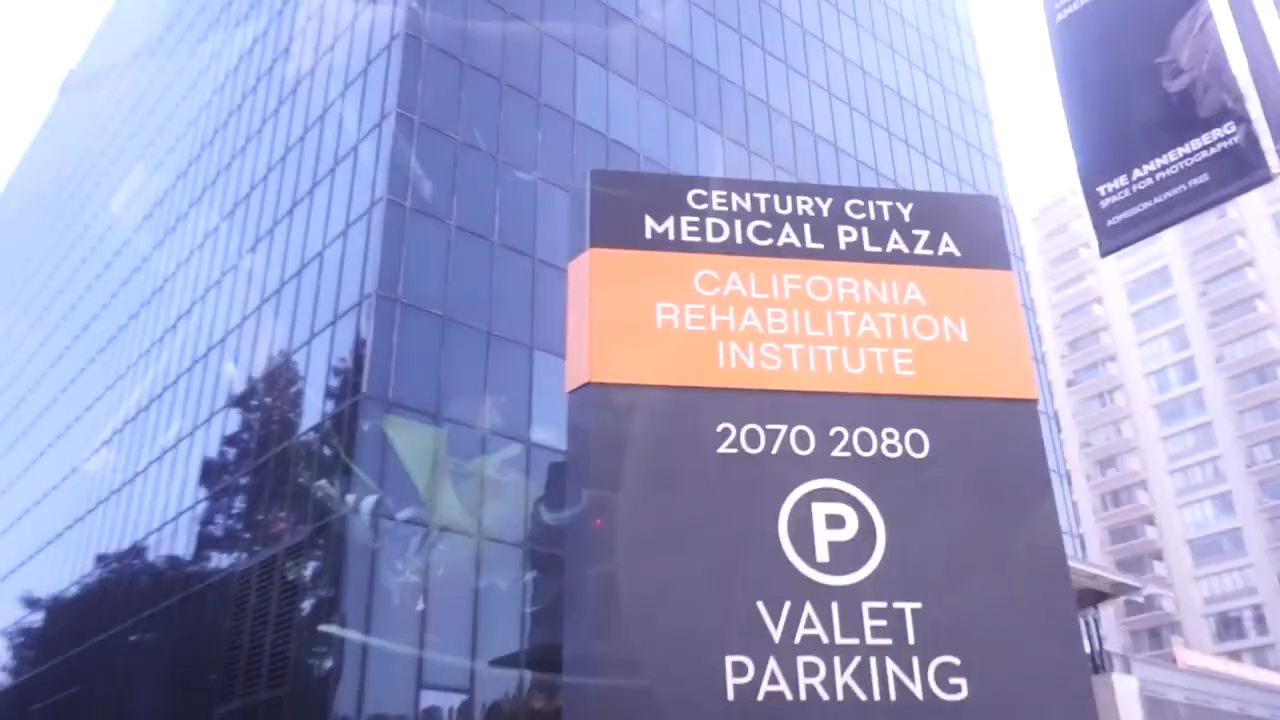 CENTURY CITY
MEDICAL PLAZA
CALIFORNIA
REHABILITATION
INSTITUTE
2070 2080
P
VALET
PARKING
THE ANNENBERG
SPACE FOR PHOTOGRAPHY
ADMISSION ALWAYS FREE